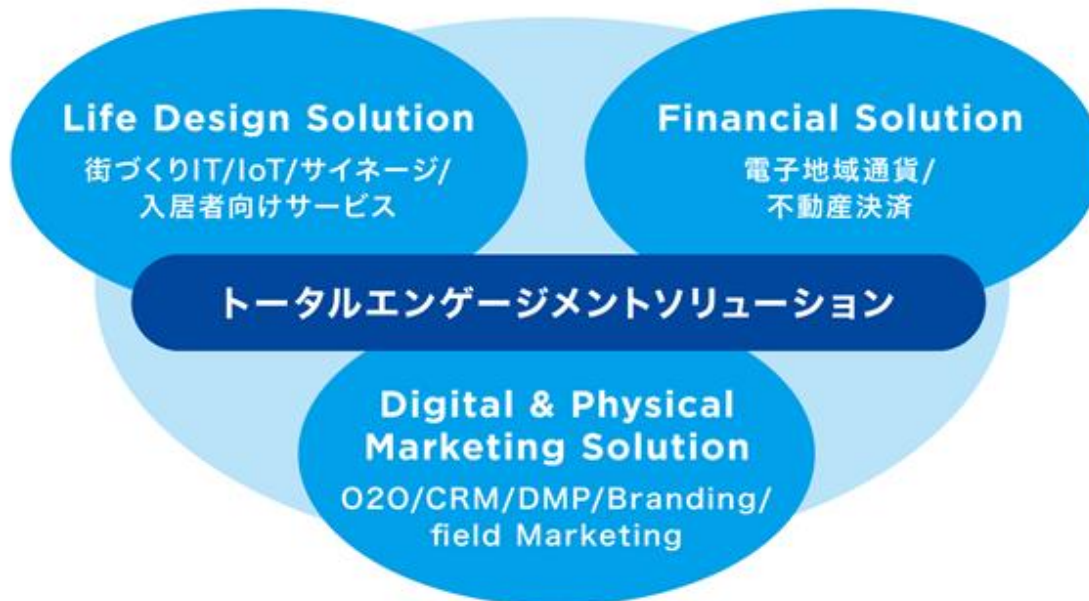 Life Design Solution
街づくりIT/IoT/サイネージ/
入居者向けサービス
Financial Solution
電子地域通貨/
不動産決済
トータルエンゲージメントソリューション
Digital & Physical
Marketing Solution
O2O/CRM/DMP/Branding/
field Marketing